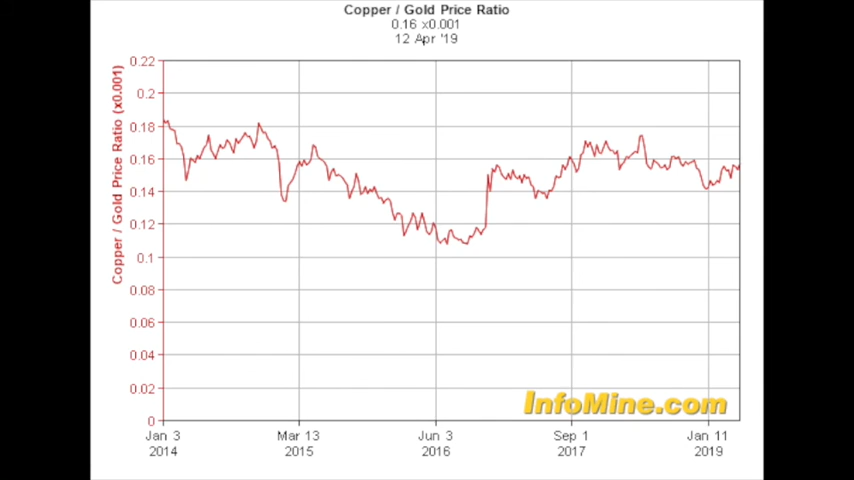 Copper / Gold Price Ratio
0.16 x0.001
12 Apr '19
Copper / Gold Price Ratio (x0.001)
0.22
0.2
0.18
0.16
0.14
0.12
0.1
0.08
0.06
0.04
0.02
0
InfoMine.com
Jan 3 Mar 13 Jun 3 Sep 1 Jan 11
2014 2015 2016 2017 2019